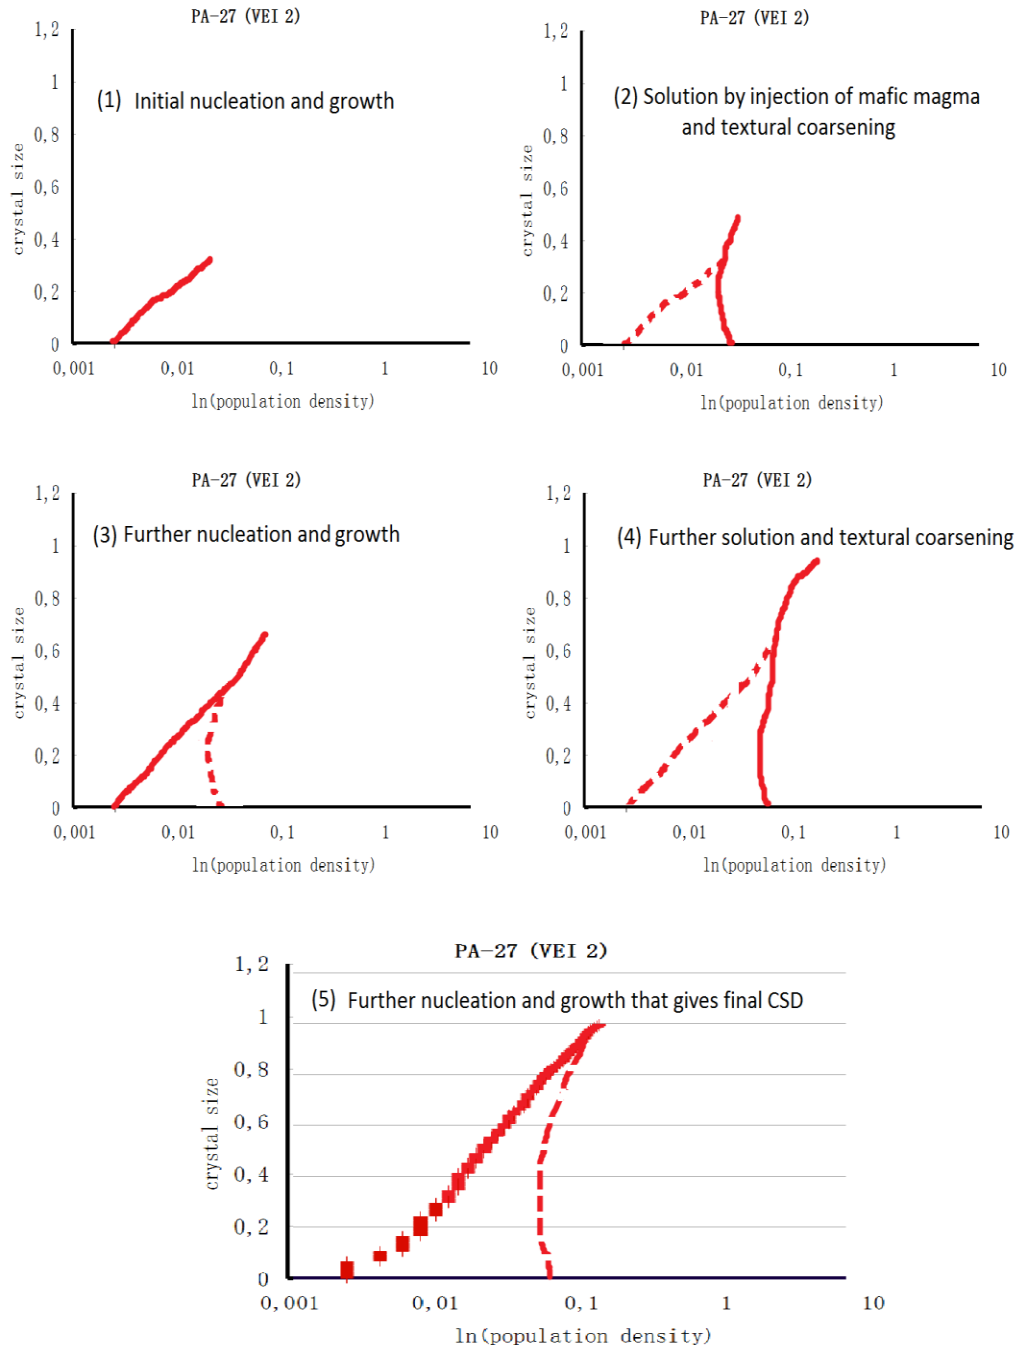 PA-27 (VEI 2)
1,2
1
0,8
0,6
0,4
0,2
0
crystal size
(1) Initial nucleation and growth
0,001 0,01 0,1 1 10
ln(population density)
PA-27 (VEI 2)
1,2
1
0,8
0,6
0,4
0,2
0
crystal size
(2) Solution by injection of mafic magma
and textural coarsening
0,001 0,01 0,1 1 10
ln(population density)
PA-27 (VEI 2)
1,2
1
0,8
0,6
0,4
0,2
0
crystal size
(3) Further nucleation and growth
0,001 0,01 0,1 1 10
ln(population density)
PA-27 (VEI 2)
1,2
1
0,8
0,6
0,4
0,2
0
crystal size
(4) Further solution and textural coarsening
0,001 0,01 0,1 1 10
ln(population density)
PA-27 (VEI 2)
1,2
1
0,8
0,6
0,4
0,2
0
crystal size
(5) Further nucleation and growth that gives final CSD
0,001 0,01 0,1 1 10
ln(population density)